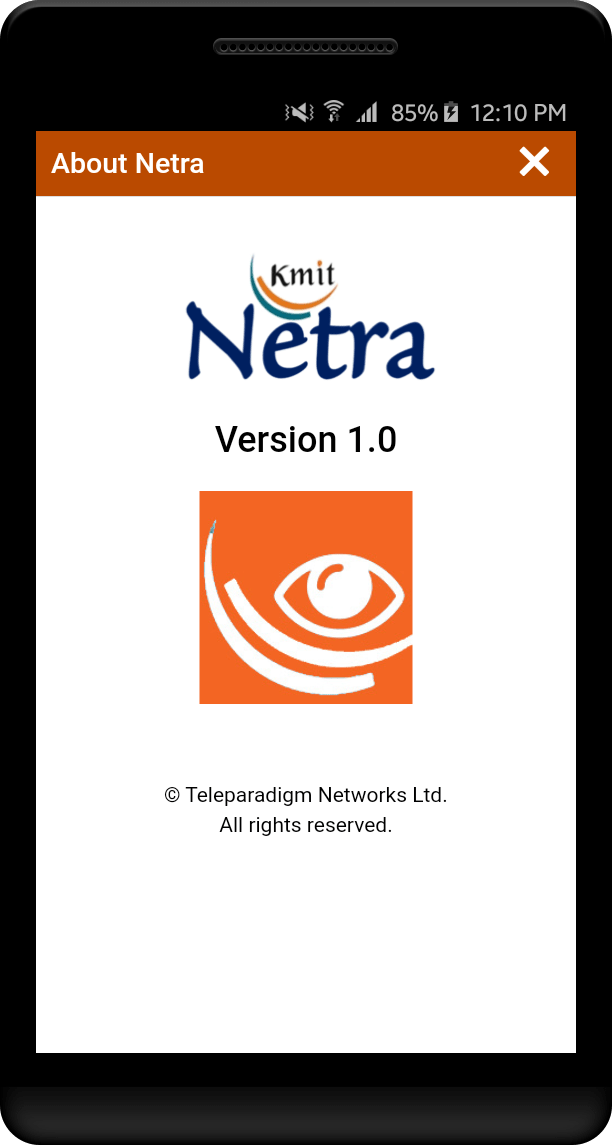 85% 12:10 PM
About Netra
Kmit
Netra
Version 1.0
© Teleparadigm Networks Ltd.
All rights reserved.